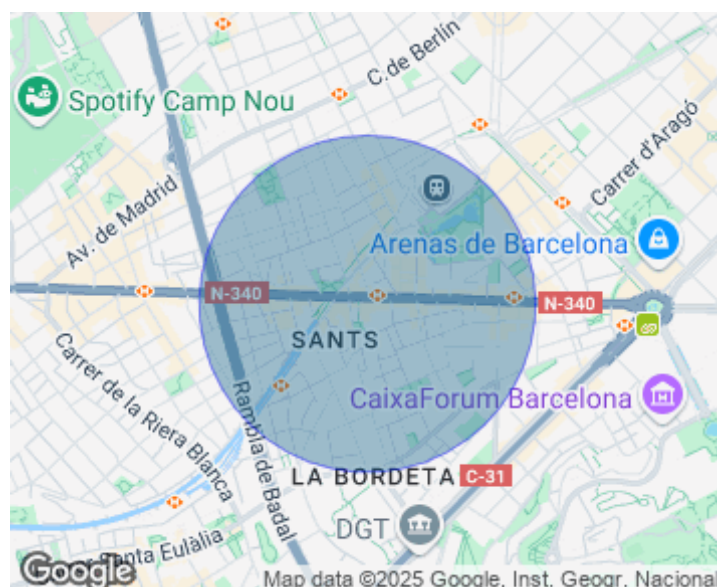 C. de Berlín
Spotify Camp Nou
Carrer d'Aragó
Av. de Madrid
Arenas de Barcelona
N-340
N-340
SANTS
Carrer de la Riera Blanca
Rambla de Badal
CaixaForum Barcelona
LA BORDETA
C-31
DGT
Santa Eulàlia
Google
Map data ©2025 Google, Inst. Geogr. Nacional